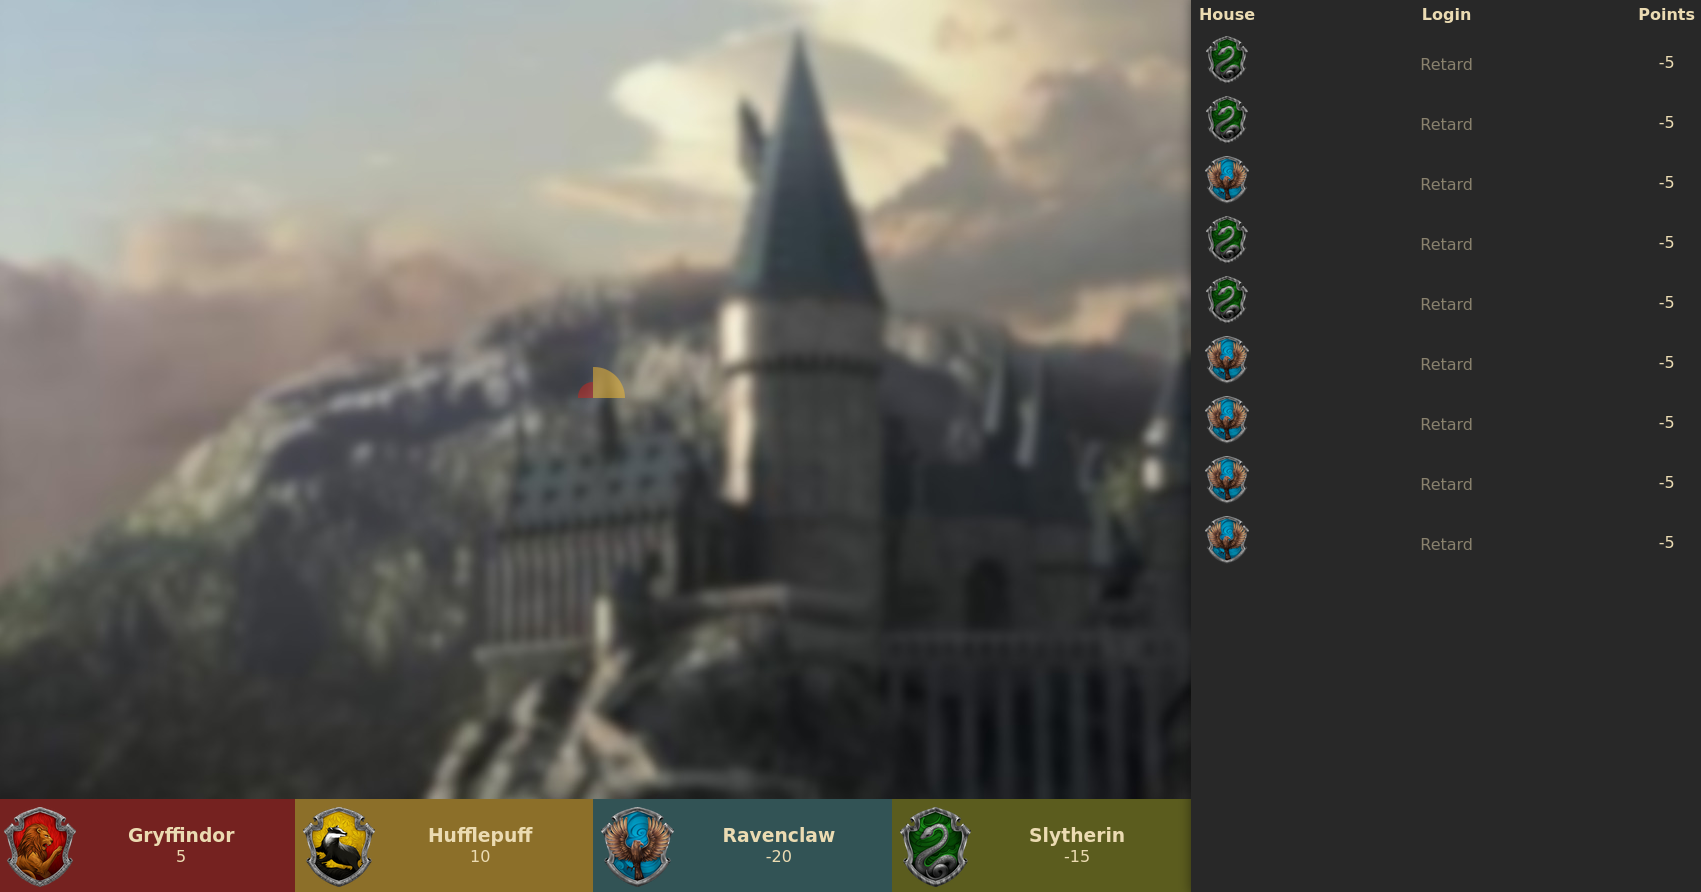 House Login Points
Retard -5
Retard -5
Retard -5
Retard -5
Retard -5
Retard -5
Retard -5
Retard -5
Retard -5
Gryffindor
5
Hufflepuff
10
Ravenclaw
-20
Slytherin
-15